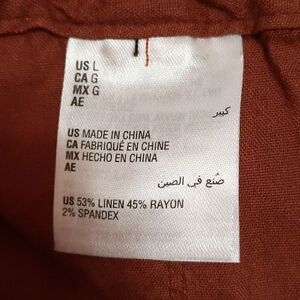 US L
CA G
MX G
AE
كبير
US MADE IN CHINA
CA FABRIQUÉ EN CHINE
MX HECHO EN CHINA
AE
صُنع في الصين
US 53% LINEN 45% RAYON
2% SPANDEX